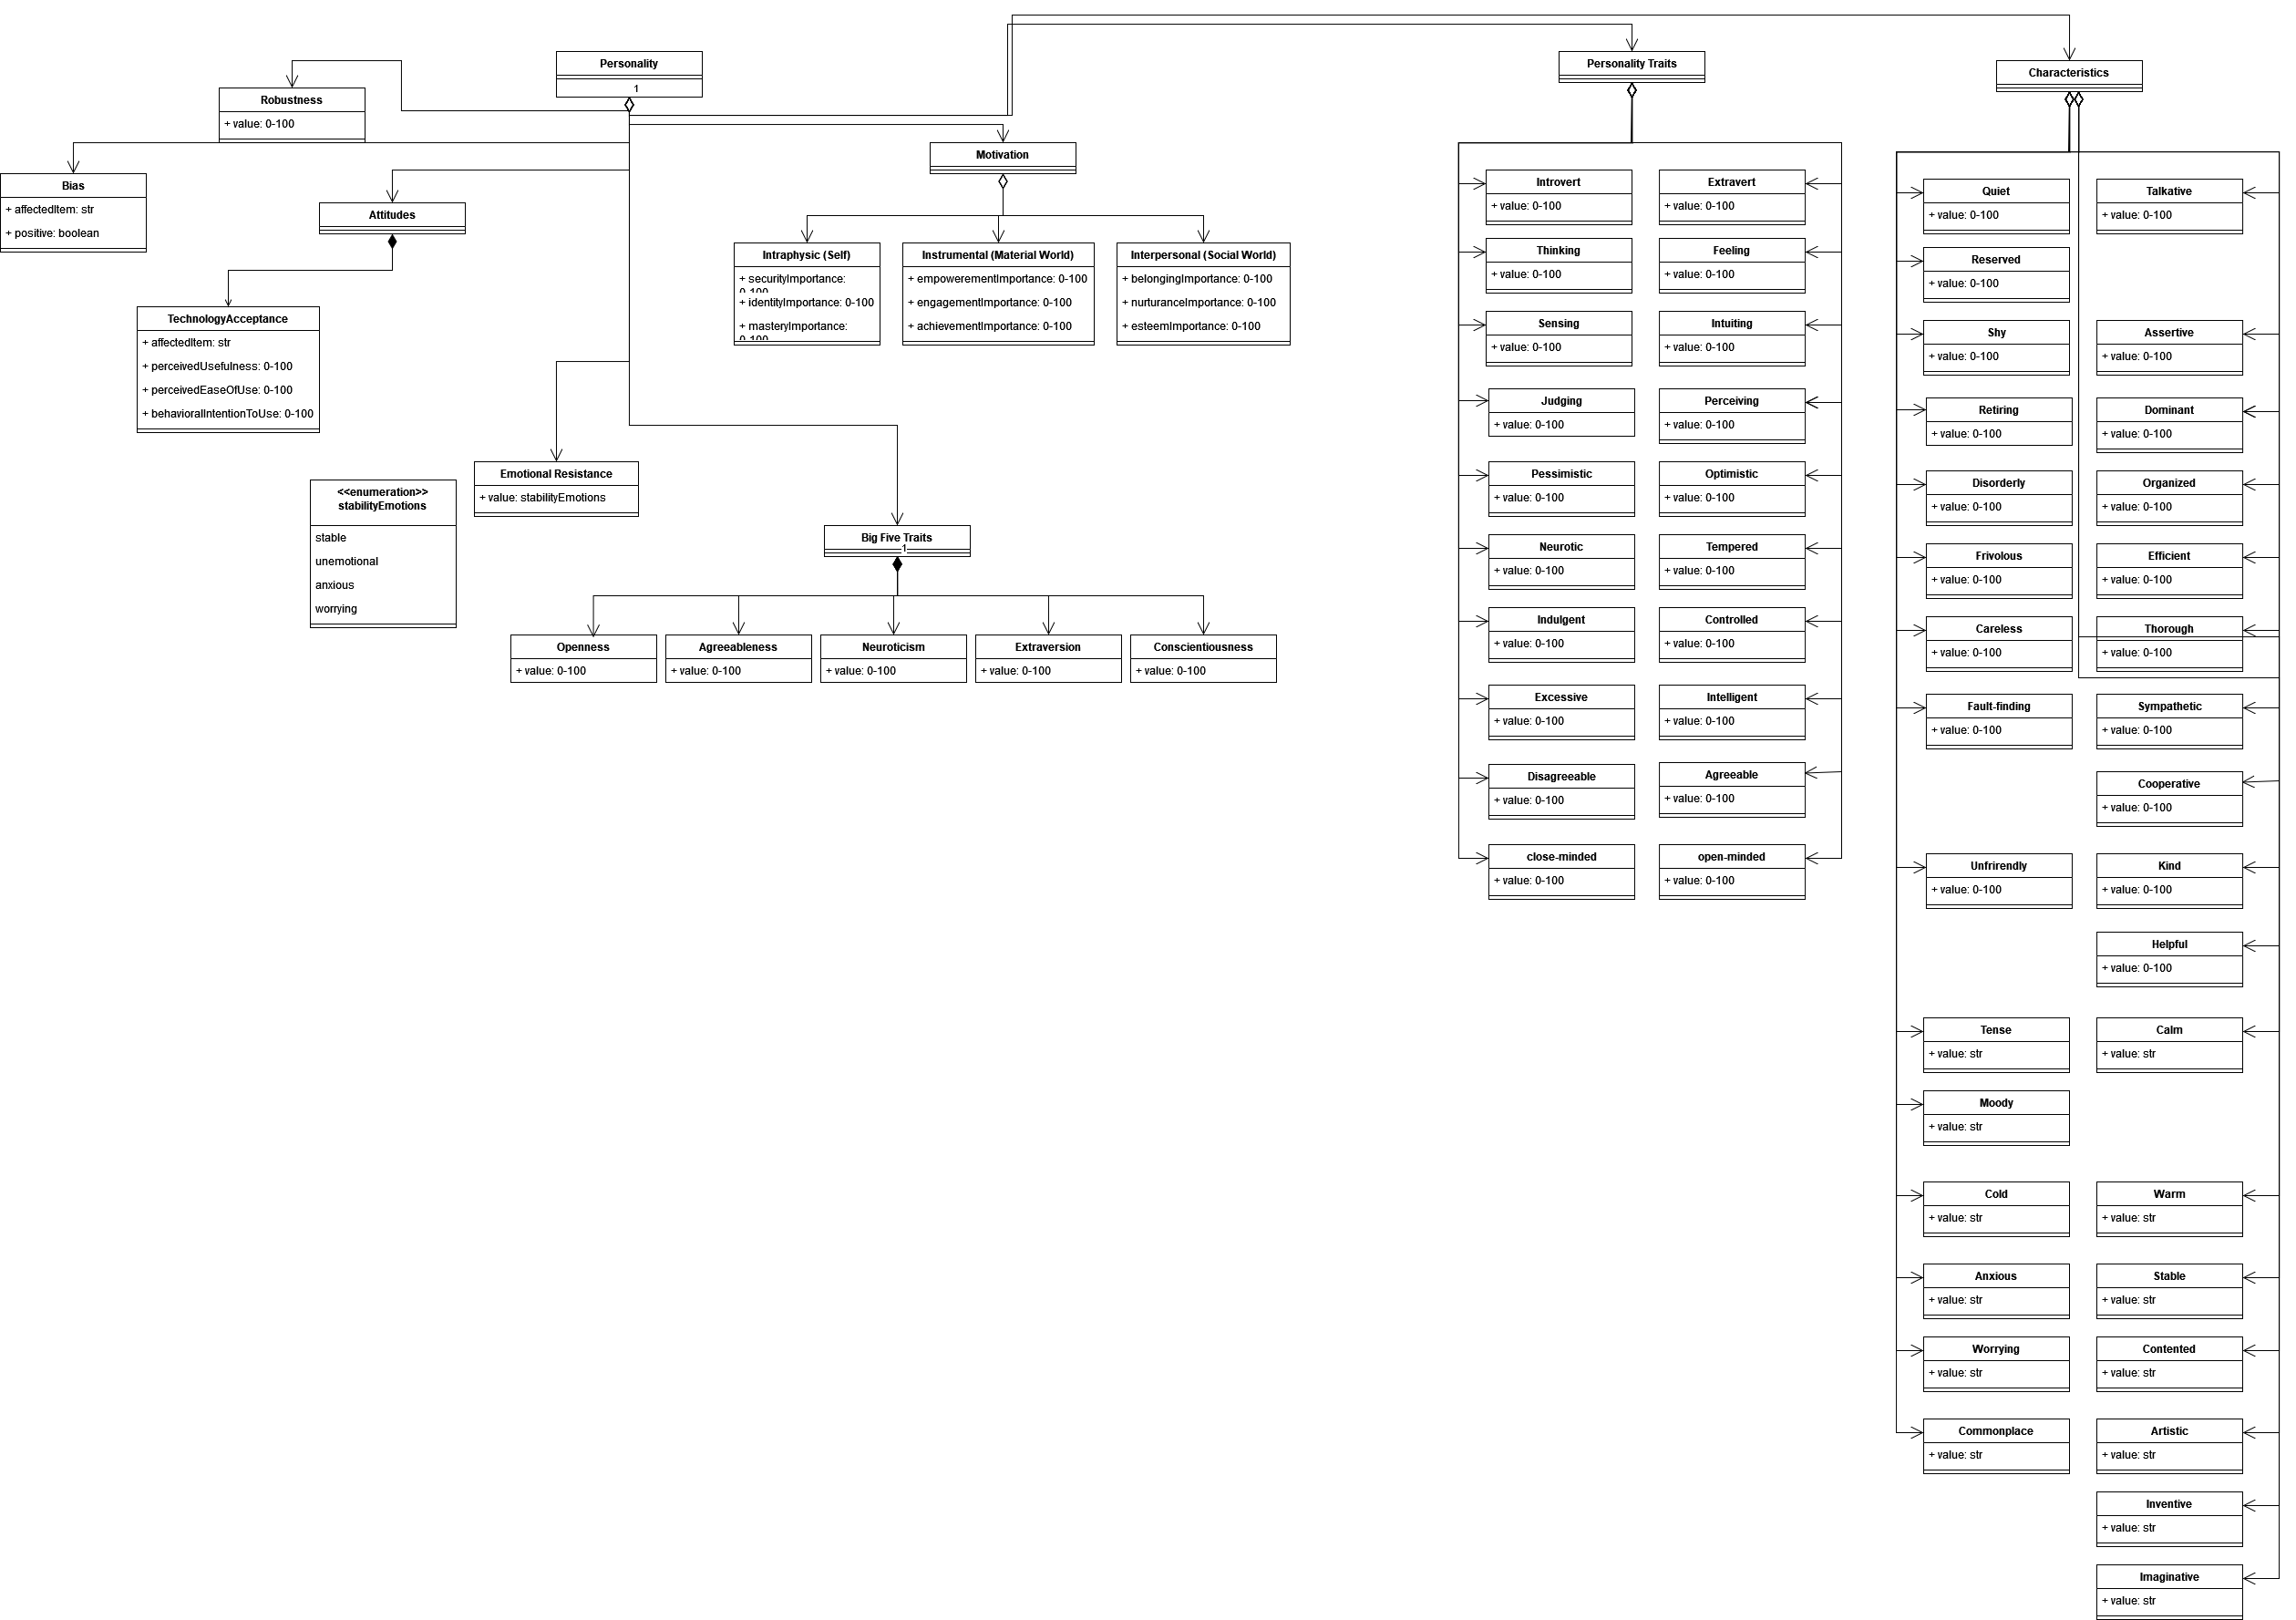 Personality
1
Robustness
+ value: 0-100
Bias
+ affectedItem: str
+ positive: boolean
Attitudes
TechnologyAcceptance
+ affectedItem: str
+ perceivedUsefulness: 0-100
+ perceivedEaseOfUse: 0-100
+ behavioralIntentionToUse: 0-100
Motivation
Intraphysic (Self)
+ securityImportance:
0-100
+ identityImportance: 0-100
+ masteryImportance:
0-100
Instrumental (Material World)
+ empowerementImportance: 0-100
+ engagementImportance: 0-100
+ achievementImportance: 0-100
Interpersonal (Social World)
+ belongingImportance: 0-100
+ nurturanceImportance: 0-100
+ esteemImportance: 0-100
Emotional Resistance
+ value: stabilityEmotions
<<enumeration>>
stabilityEmotions
stable
unemotional
anxious
worrying
Big Five Traits
1
Openness
+ value: 0-100
Agreeableness
+ value: 0-100
Neuroticism
+ value: 0-100
Extraversion
+ value: 0-100
Conscientiousness
+ value: 0-100
Personality Traits
Introvert
+ value: 0-100
Extravert
+ value: 0-100
Thinking
+ value: 0-100
Feeling
+ value: 0-100
Sensing
+ value: 0-100
Intuiting
+ value: 0-100
Judging
+ value: 0-100
Perceiving
+ value: 0-100
Pessimistic
+ value: 0-100
Optimistic
+ value: 0-100
Neurotic
+ value: 0-100
Tempered
+ value: 0-100
Indulgent
+ value: 0-100
Controlled
+ value: 0-100
Excessive
+ value: 0-100
Intelligent
+ value: 0-100
Disagreeable
+ value: 0-100
Agreeable
+ value: 0-100
close-minded
+ value: 0-100
open-minded
+ value: 0-100
Characteristics
Quiet
+ value: 0-100
Talkative
+ value: 0-100
Reserved
+ value: 0-100
Shy
+ value: 0-100
Assertive
+ value: 0-100
Retiring
+ value: 0-100
Dominant
+ value: 0-100
Disorderly
+ value: 0-100
Organized
+ value: 0-100
Frivolous
+ value: 0-100
Efficient
+ value: 0-100
Careless
+ value: 0-100
Thorough
+ value: 0-100
Fault-finding
+ value: 0-100
Sympathetic
+ value: 0-100
Cooperative
+ value: 0-100
Unfrirendly
+ value: 0-100
Kind
+ value: 0-100
Helpful
+ value: 0-100
Tense
+ value: str
Calm
+ value: str
Moody
+ value: str
Cold
+ value: str
Warm
+ value: str
Anxious
+ value: str
Stable
+ value: str
Worrying
+ value: str
Contented
+ value: str
Commonplace
+ value: str
Artistic
+ value: str
Inventive
+ value: str
Imaginative
+ value: str